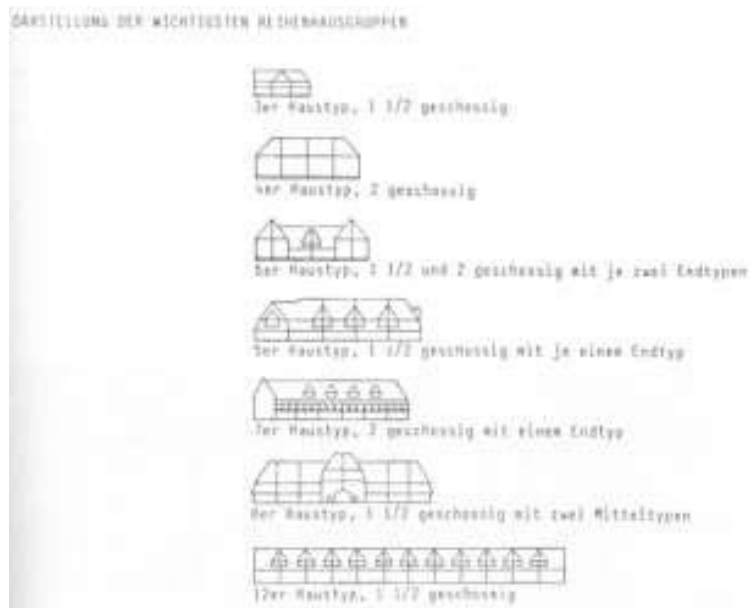 DARSTELLUNG DER WICHTIGSTEN REIHENHAUSGRUPPEN
3er Haustyp, 1 1/2 geschossig
4er Haustyp, 2 geschossig
5er Haustyp, 1 1/2 und 2 geschossig mit je zwei Endtypen
5er Haustyp, 1 1/2 geschossig mit je einem Endtyp
7er Haustyp, 2 geschossig mit einem Endtyp
8er Haustyp, 1 1/2 geschossig mit zwei Mitteltypen
12er Haustyp, 1 1/2 geschossig